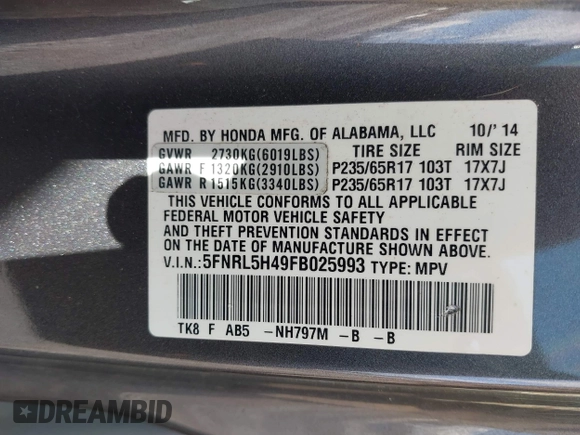 MFD. BY HONDA MFG. OF ALABAMA, LLC 10/'14
GVWR 2730KG(6019LBS) TIRE SIZE RIM SIZE
GAWR F 1320KG(2910LBS) P235/65R17 103T 17X7J
GAWR R 1515KG(3340LBS) P235/65R17 103T 17X7J
THIS VEHICLE CONFORMS TO ALL APPLICABLE
FEDERAL MOTOR VEHICLE SAFETY
AND THEFT PREVENTION STANDARDS IN EFFECT
ON THE DATE OF MANUFACTURE SHOWN ABOVE.
V.I.N.:5FNRL5H49FB025993 TYPE: MPV
TK8 F AB5 -NH797M -B -B
DREAMBID